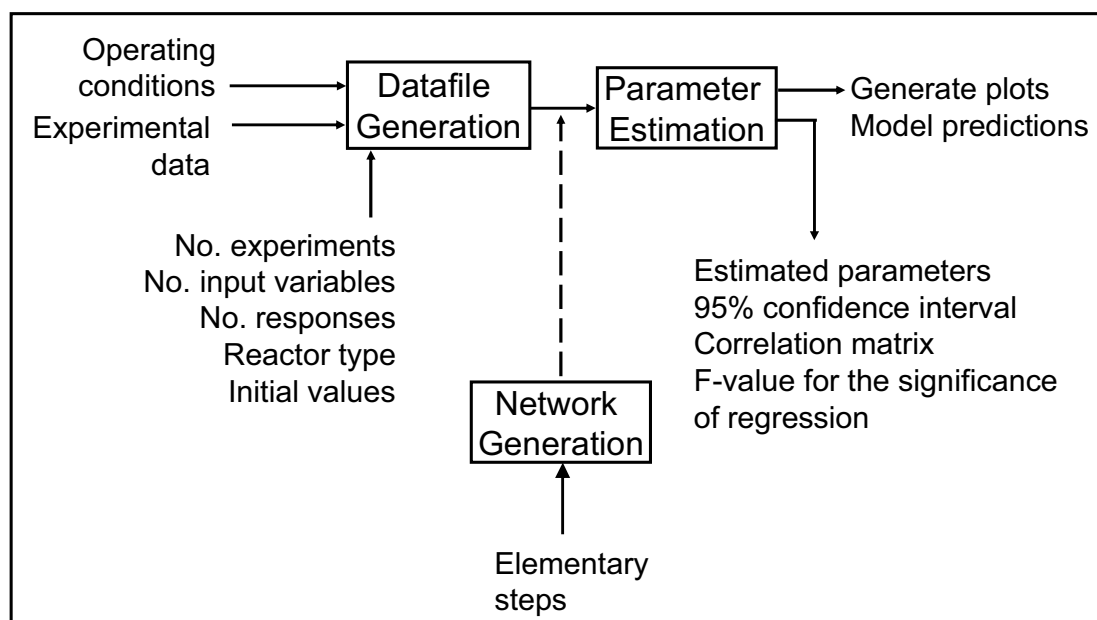 Operating
conditions
Experimental
data
Datafile
Generation
Parameter
Estimation
Generate plots
Model predictions
No. experiments
No. input variables
No. responses
Reactor type
Initial values
Estimated parameters
95% confidence interval
Correlation matrix
F-value for the significance
of regression
Network
Generation
Elementary
steps